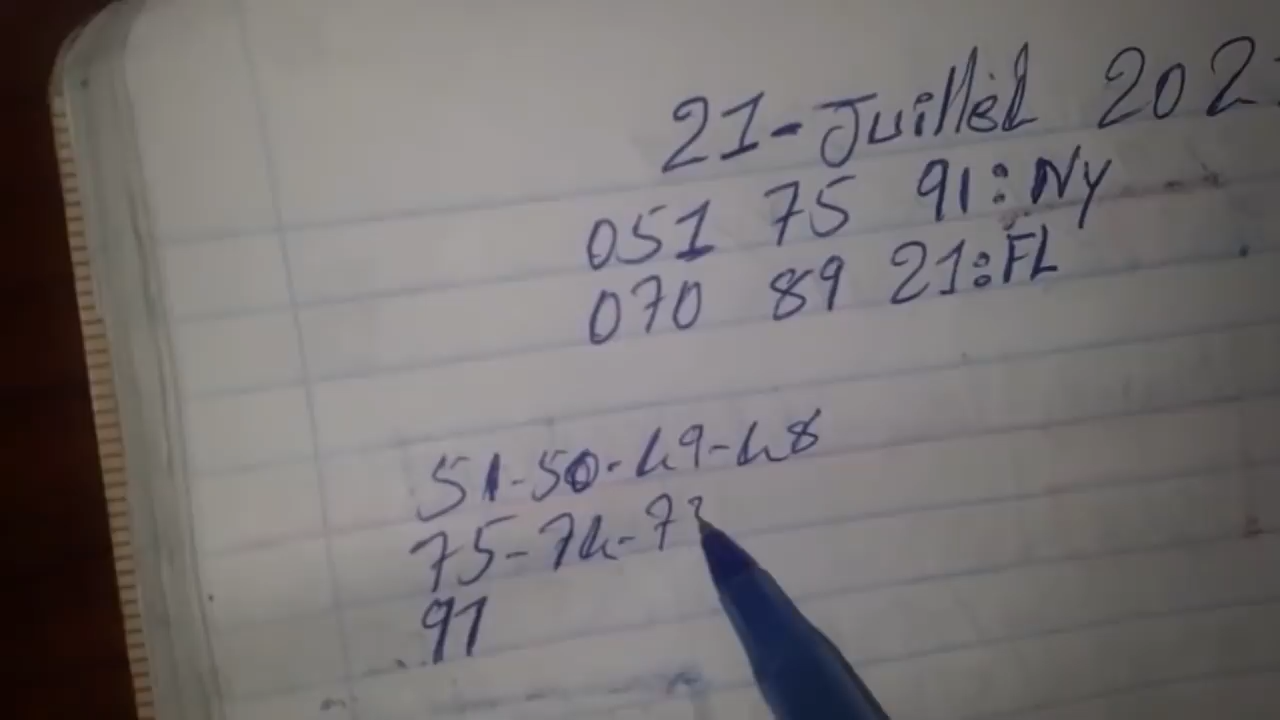 21-Juillet 202
051 75 91:NY
070 89 21:FL
51-50-49-48
75-74-73
91